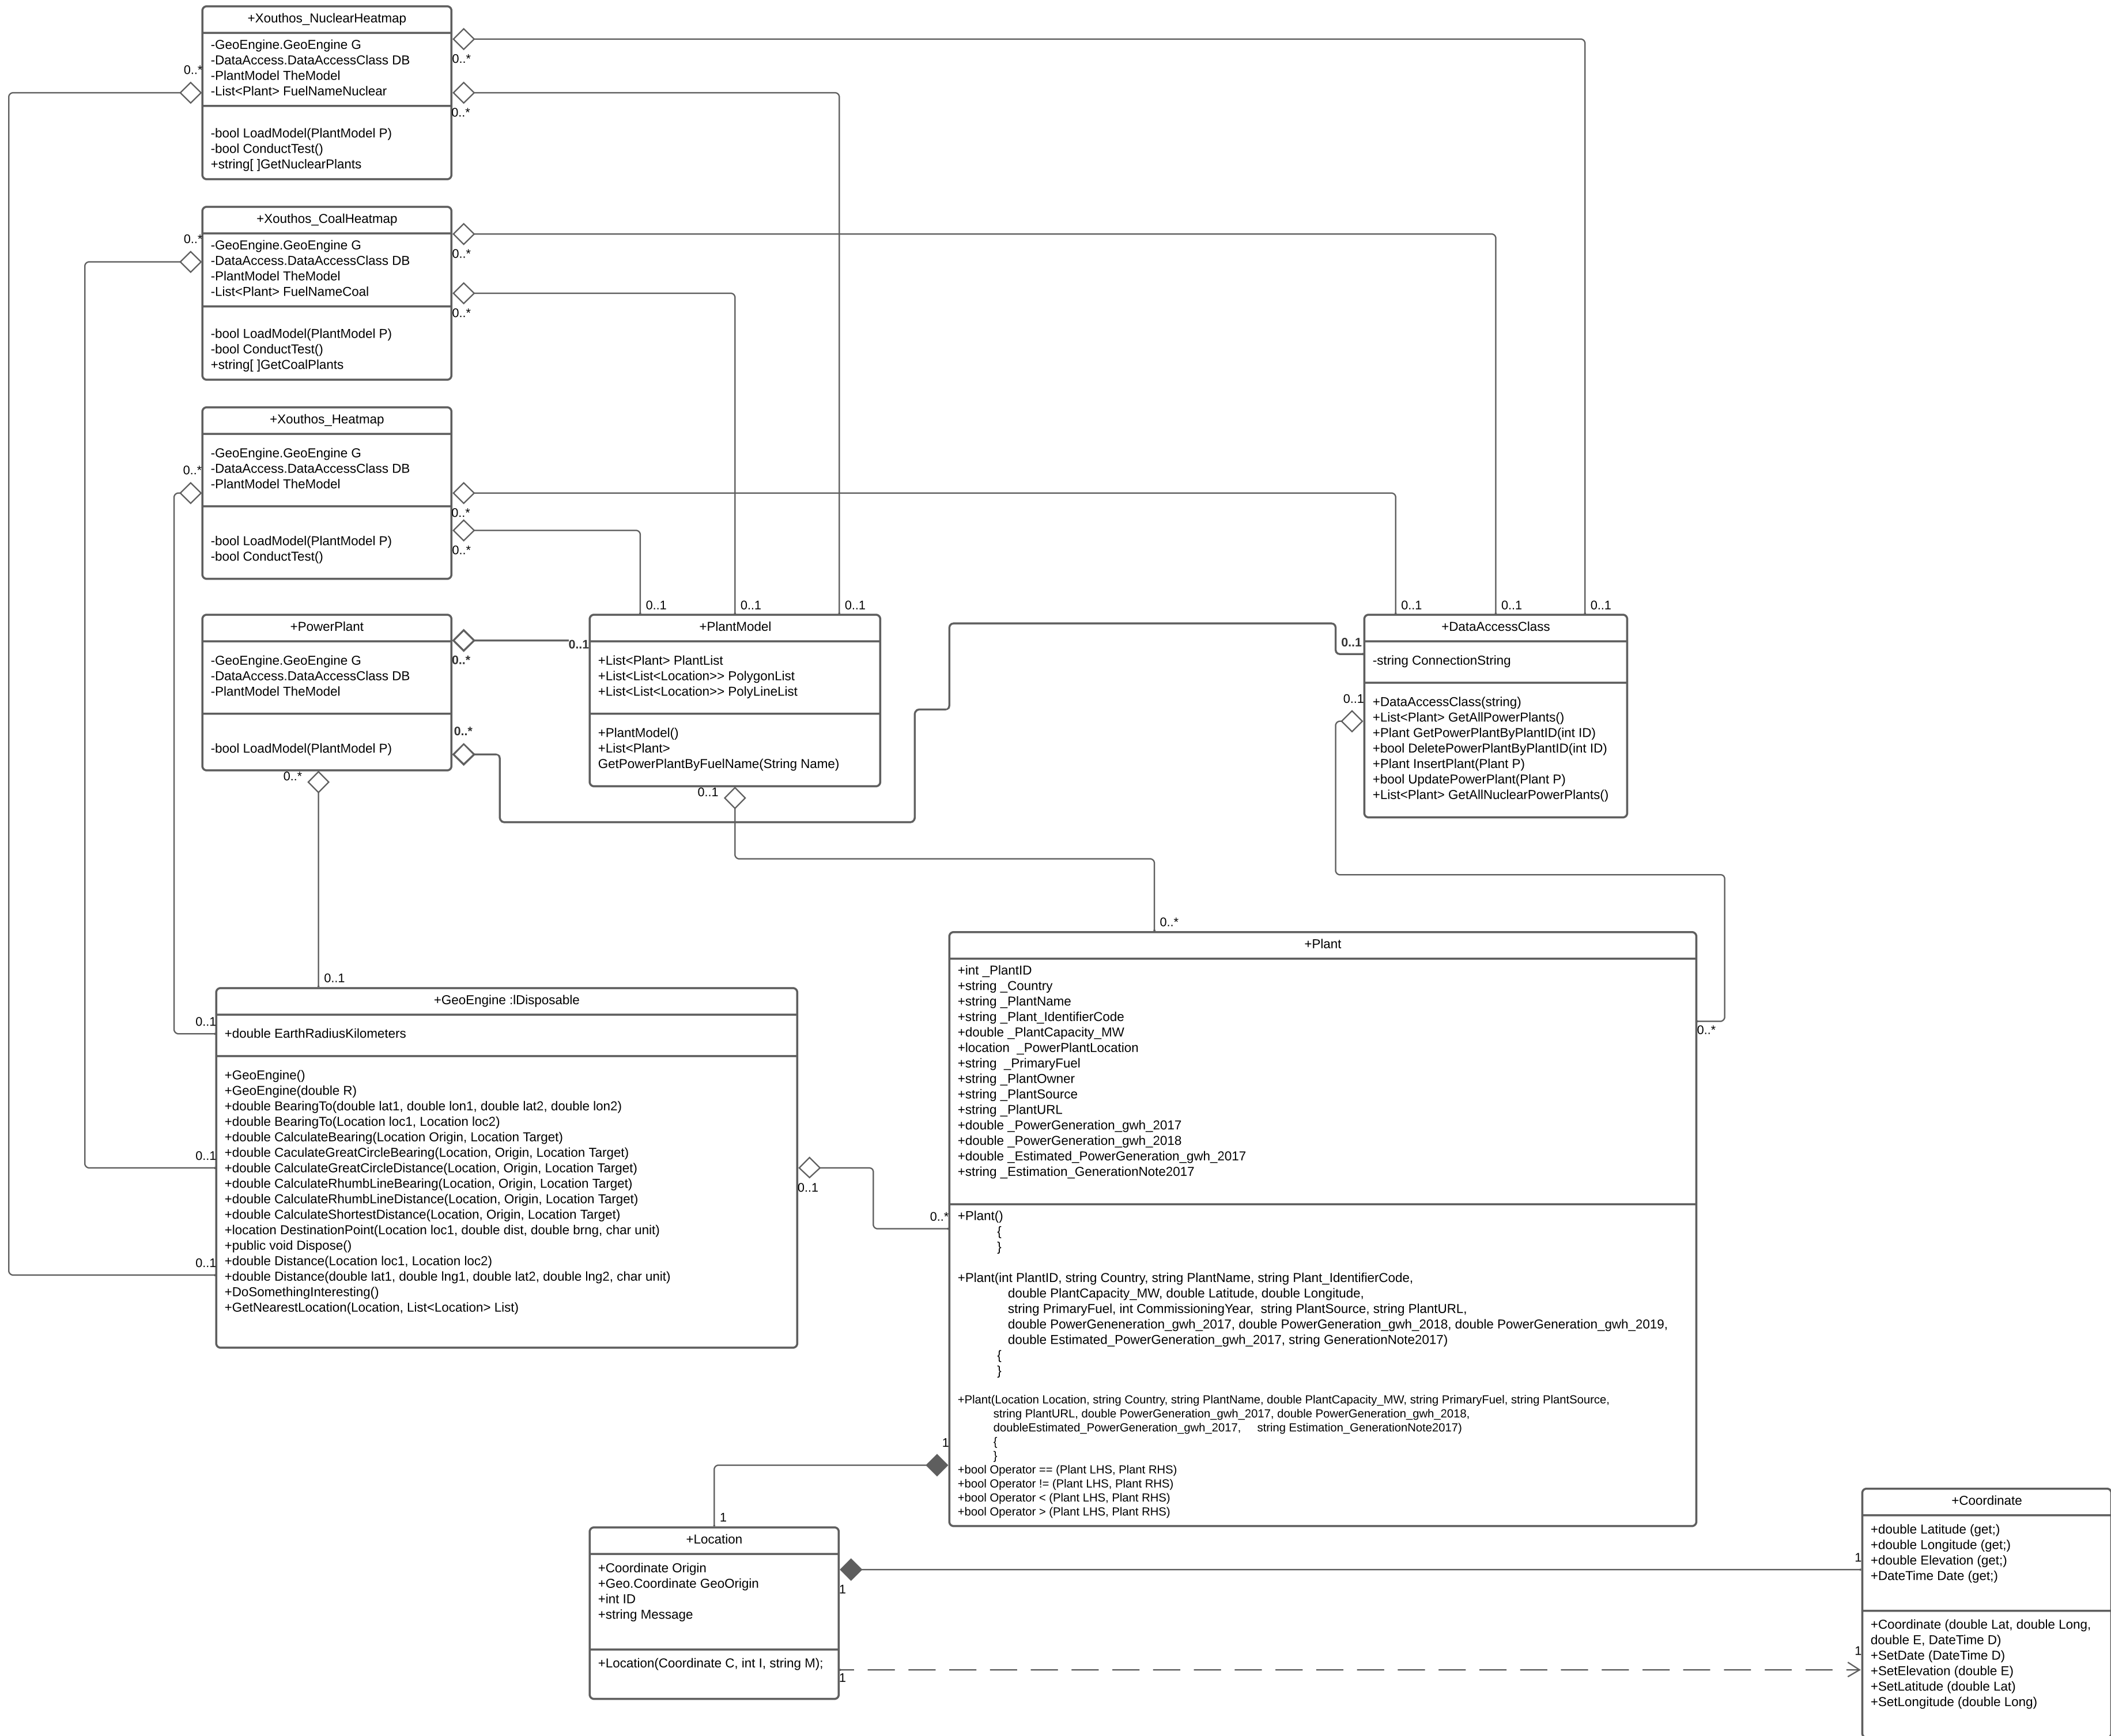 +Xouthos_NuclearHeatmap
-GeoEngine.GeoEngine G
-DataAccess.DataAccessClass DB
-PlantModel TheModel
-List<Plant> FuelNameNuclear
-bool LoadModel(PlantModel P)
-bool ConductTest()
+string[ ]GetNuclearPlants
0..*
0..*
0..*
+Xouthos_CoalHeatmap
-GeoEngine.GeoEngine G
-DataAccess.DataAccessClass DB
-PlantModel TheModel
-List<Plant> FuelNameCoal
-bool LoadModel(PlantModel P)
-bool ConductTest()
+string[ ]GetCoalPlants
0..*
0..*
0..*
+Xouthos_Heatmap
-GeoEngine.GeoEngine G
-DataAccess.DataAccessClass DB
-PlantModel TheModel
-bool LoadModel(PlantModel P)
-bool ConductTest()
0..*
0..*
0..*
0..1
0..1
0..1
0..1
0..1
0..1
+PowerPlant
-GeoEngine.GeoEngine G
-DataAccess.DataAccessClass DB
-PlantModel TheModel
-bool LoadModel(PlantModel P)
0..*
0..*
0..*
0..1
+PlantModel
+List<Plant> PlantList
+List<List<Location>> PolygonList
+List<List<Location>> PolyLineList
+PlantModel()
+List<Plant>
GetPowerPlantByFuelName(String Name)
0..1
0..1
+DataAccessClass
-string ConnectionString
+DataAccessClass(string)
+List<Plant> GetAllPowerPlants()
+Plant GetPowerPlantByPlantID(int ID)
+bool DeletePowerPlantByPlantID(int ID)
+Plant InsertPlant(Plant P)
+bool UpdatePowerPlant(Plant P)
+List<Plant> GetAllNuclearPowerPlants()
0..1
0..1
0..1
0..1
0..1
+GeoEngine :IDisposable
+double EarthRadiusKilometers
+GeoEngine()
+GeoEngine(double R)
+double BearingTo(double lat1, double lon1, double lat2, double lon2)
+double BearingTo(Location loc1, Location loc2)
+double CalculateBearing(Location Origin, Location Target)
+double CaculateGreatCircleBearing(Location, Origin, Location Target)
+double CalculateGreatCircleDistance(Location, Origin, Location Target)
+double CalculateRhumbLineBearing(Location, Origin, Location Target)
+double CalculateRhumbLineDistance(Location, Origin, Location Target)
+double CalculateShortestDistance(Location, Origin, Location Target)
+location DestinationPoint(Location loc1, double dist, double brng, char unit)
+public void Dispose()
+double Distance(Location loc1, Location loc2)
+double Distance(double lat1, double lng1, double lat2, double lng2, char unit)
+DoSomethingInteresting()
+GetNearestLocation(Location, List<Location> List)
0..1
0..*
0..*
0..*
+Plant
+int _PlantID
+string _Country
+string _PlantName
+string _Plant_IdentifierCode
+double _PlantCapacity_MW
+location  _PowerPlantLocation
+string  _PrimaryFuel
+string _PlantOwner
+string _PlantSource
+string _PlantURL
+double _PowerGeneration_gwh_2017
+double _PowerGeneration_gwh_2018
+double _Estimated_PowerGeneration_gwh_2017
+string _Estimation_GenerationNote2017
+Plant()
{
}
+Plant(int PlantID, string Country, string PlantName, string Plant_IdentifierCode,
double PlantCapacity_MW, double Latitude, double Longitude,
string PrimaryFuel, int CommissioningYear,  string PlantSource, string PlantURL,
double PowerGeneneration_gwh_2017, double PowerGeneration_gwh_2018, double PowerGeneration_gwh_2019,
double Estimated_PowerGeneration_gwh_2017, string GenerationNote2017)
{
}
+Plant(Location Location, string Country, string PlantName, double PlantCapacity_MW, string PrimaryFuel, string PlantSource,
string PlantURL, double PowerGeneration_gwh_2017, double PowerGeneration_gwh_2018,
doubleEstimated_PowerGeneration_gwh_2017,     string Estimation_GenerationNote2017)
{
}
+bool Operator == (Plant LHS, Plant RHS)
+bool Operator != (Plant LHS, Plant RHS)
+bool Operator < (Plant LHS, Plant RHS)
+bool Operator > (Plant LHS, Plant RHS)
1
1
+Location
+Coordinate Origin
+Geo.Coordinate GeoOrigin
+int ID
+string Message
+Location(Coordinate C, int I, string M);
1
1
1
1
+Coordinate
+double Latitude (get;)
+double Longitude (get;)
+double Elevation (get;)
+DateTime Date (get;)
+Coordinate (double Lat, double Long,
double E, DateTime D)
+SetDate (DateTime D)
+SetElevation (double E)
+SetLatitude (double Lat)
+SetLongitude (double Long)